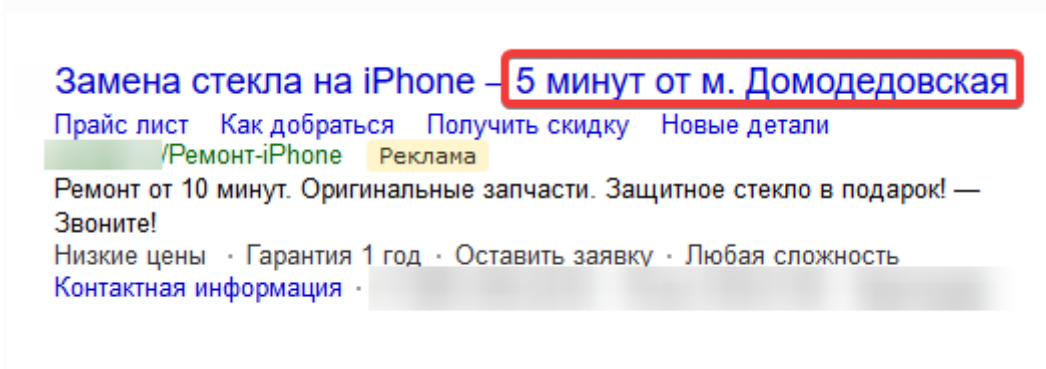 Замена стекла на iPhone – 5 минут от м. Домодедовская
Прайс лист Как добраться Получить скидку Новые детали
/Ремонт-iPhone Реклама
Ремонт от 10 минут. Оригинальные запчасти. Защитное стекло в подарок! —
Звоните!
Низкие цены · Гарантия 1 год · Оставить заявку · Любая сложность
Контактная информация ·